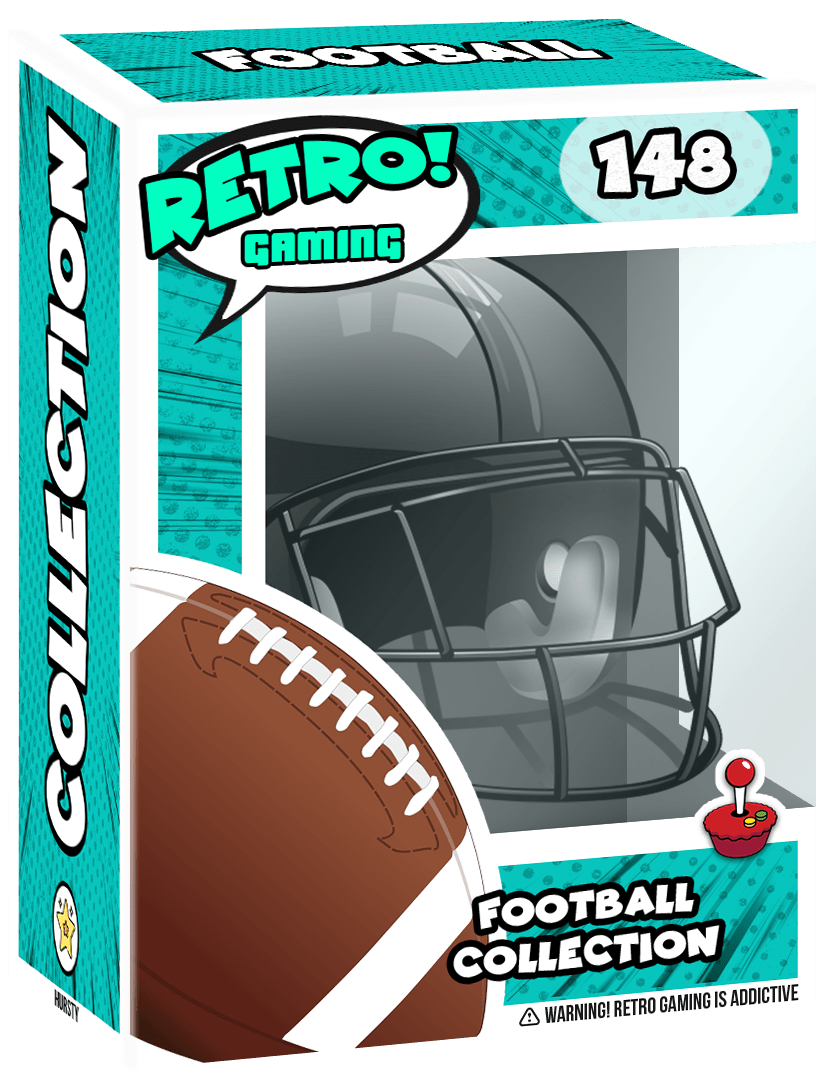 FOOTBALL
RETRO!
GAMING
148
COLLECTION
HURSTY
FOOTBALL
COLLECTION
WARNING! RETRO GAMING IS ADDICTIVE